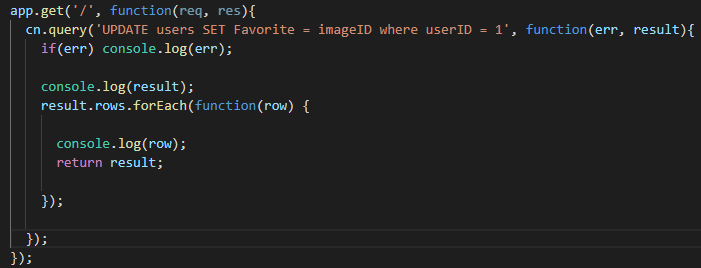 app.get('/', function(req, res){
cn.query('UPDATE users SET Favorite = imageID where userID = 1', function(err, result){
if(err) console.log(err);
console.log(result);
result.rows.forEach(function(row) {
console.log(row);
return result;
});
});
});